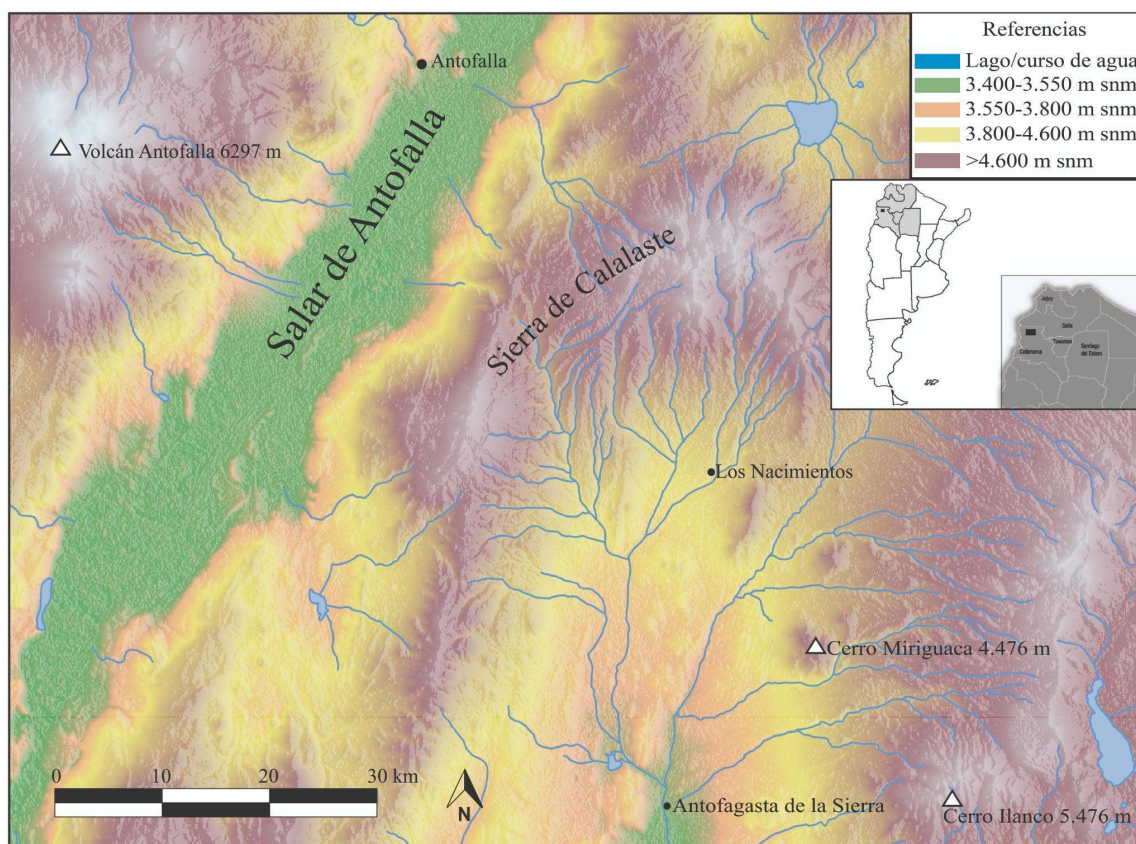 Referencias
Lago/curso de agua
3.400-3.550 m snm
3.550-3.800 m snm
3.800-4.600 m snm
>4.600 m snm
Antofalla
Volcán Antofalla 6297 m
Salar de Antofalla
Sierra de Calalaste
Jujuy
Salta
Tucumán
Catamarca
Santiago
del Estero
Los Nacimientos
Cerro Miriguaca 4.476 m
0 10 20 30 km
N
Antofagasta de la Sierra
Cerro Ilanco 5.476 m